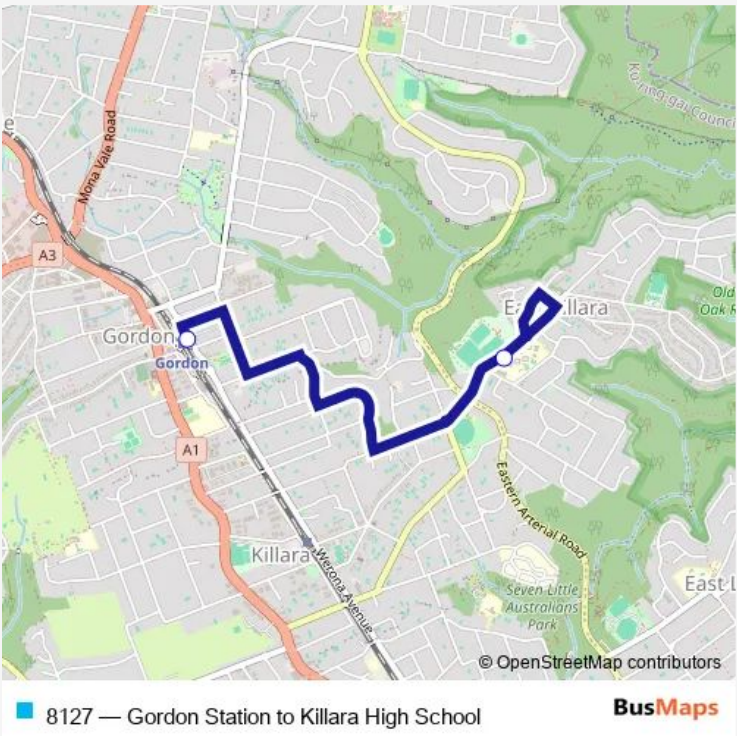 e
Mona Vale Road
Ku-ring-gai Counci
A3
East Killara
Old
Oak R
Gordon
Gordon
A1
Eastern Arterial Road
Killara
Werona Avenue
Seven Little
Australians
Park
East L
© OpenStreetMap contributors
8127 — Gordon Station to Killara High School
BusMaps